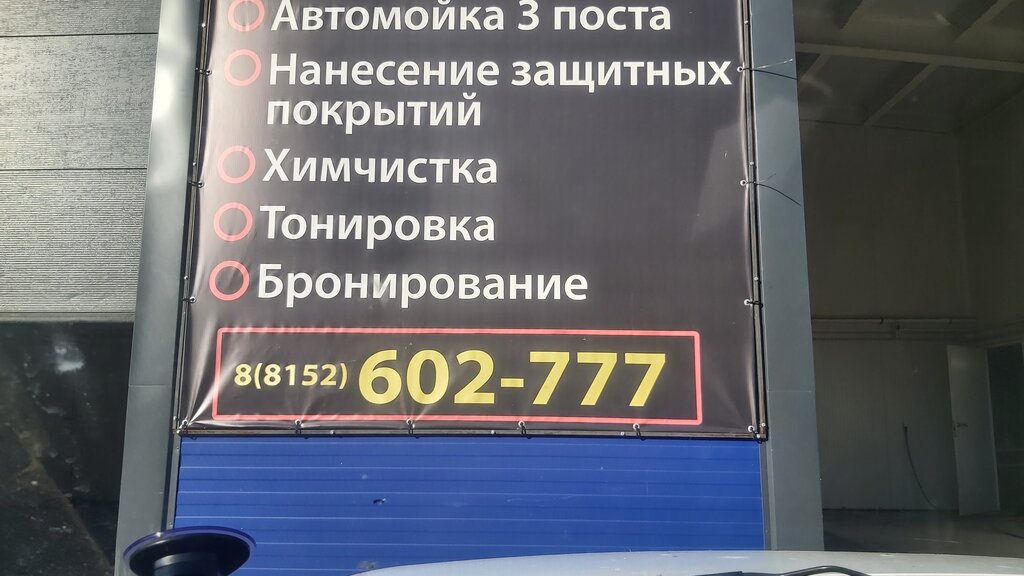 Автомойка 3 поста
Нанесение защитных
покрытий
Химчистка
Тонировка
Бронирование
8(8152) 602-777